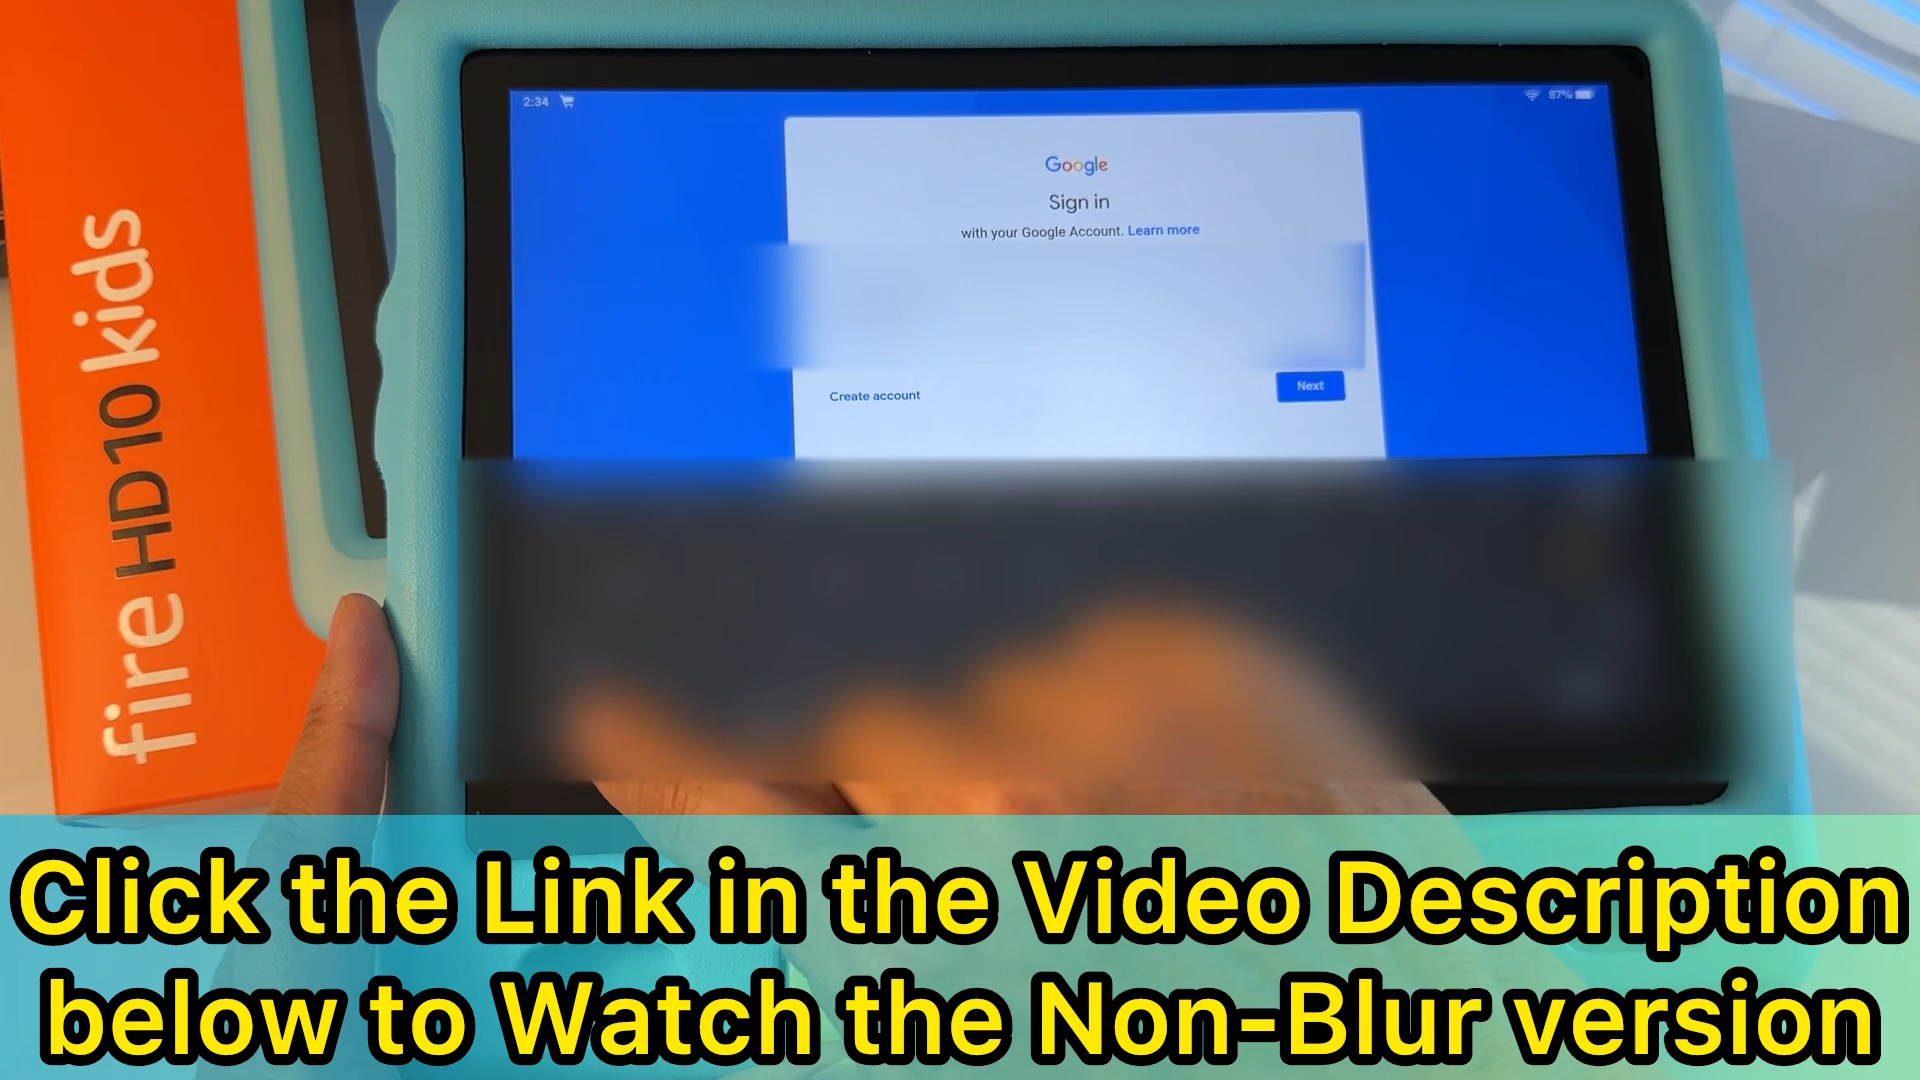 fire HD10 kids
2:34
87%
Google
Sign in
with your Google Account. Learn more
Create account
Next
Click the Link in the Video Description
below to Watch the Non-Blur version